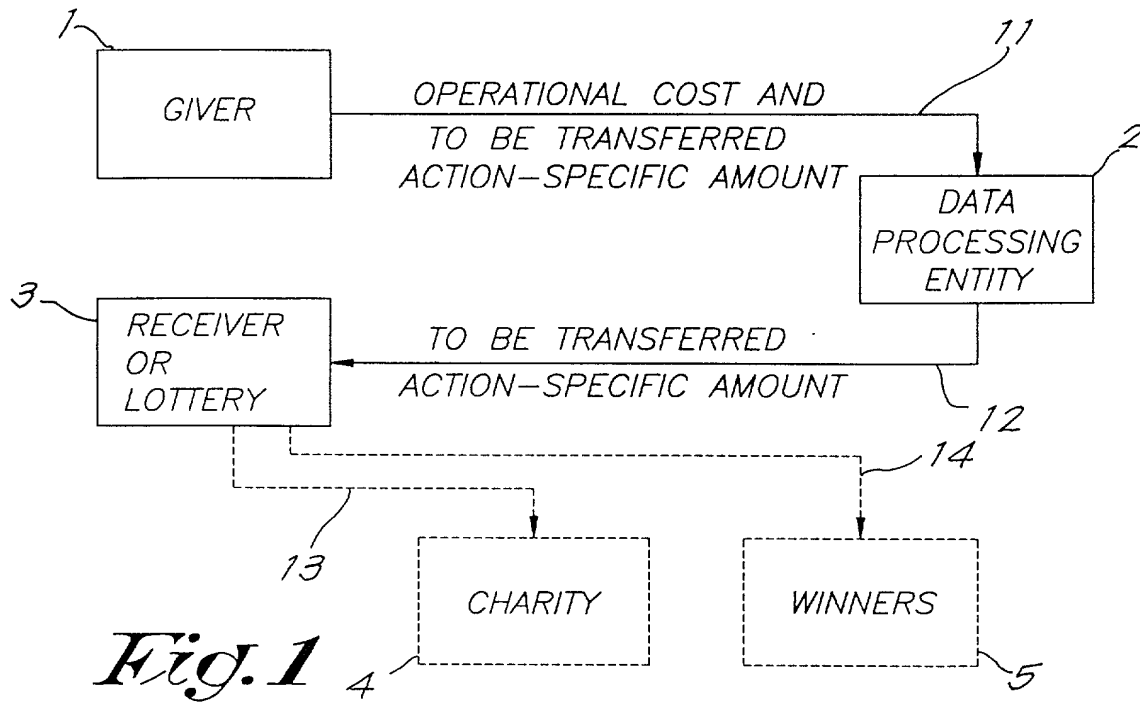 1
11
GIVER
OPERATIONAL COST AND
TO BE TRANSFERRED
ACTION-SPECIFIC AMOUNT
2
DATA
PROCESSING
ENTITY
3
RECEIVER
OR
LOTTERY
TO BE TRANSFERRED
ACTION-SPECIFIC AMOUNT
12
14
13
CHARITY
WINNERS
4
5
Fig.1